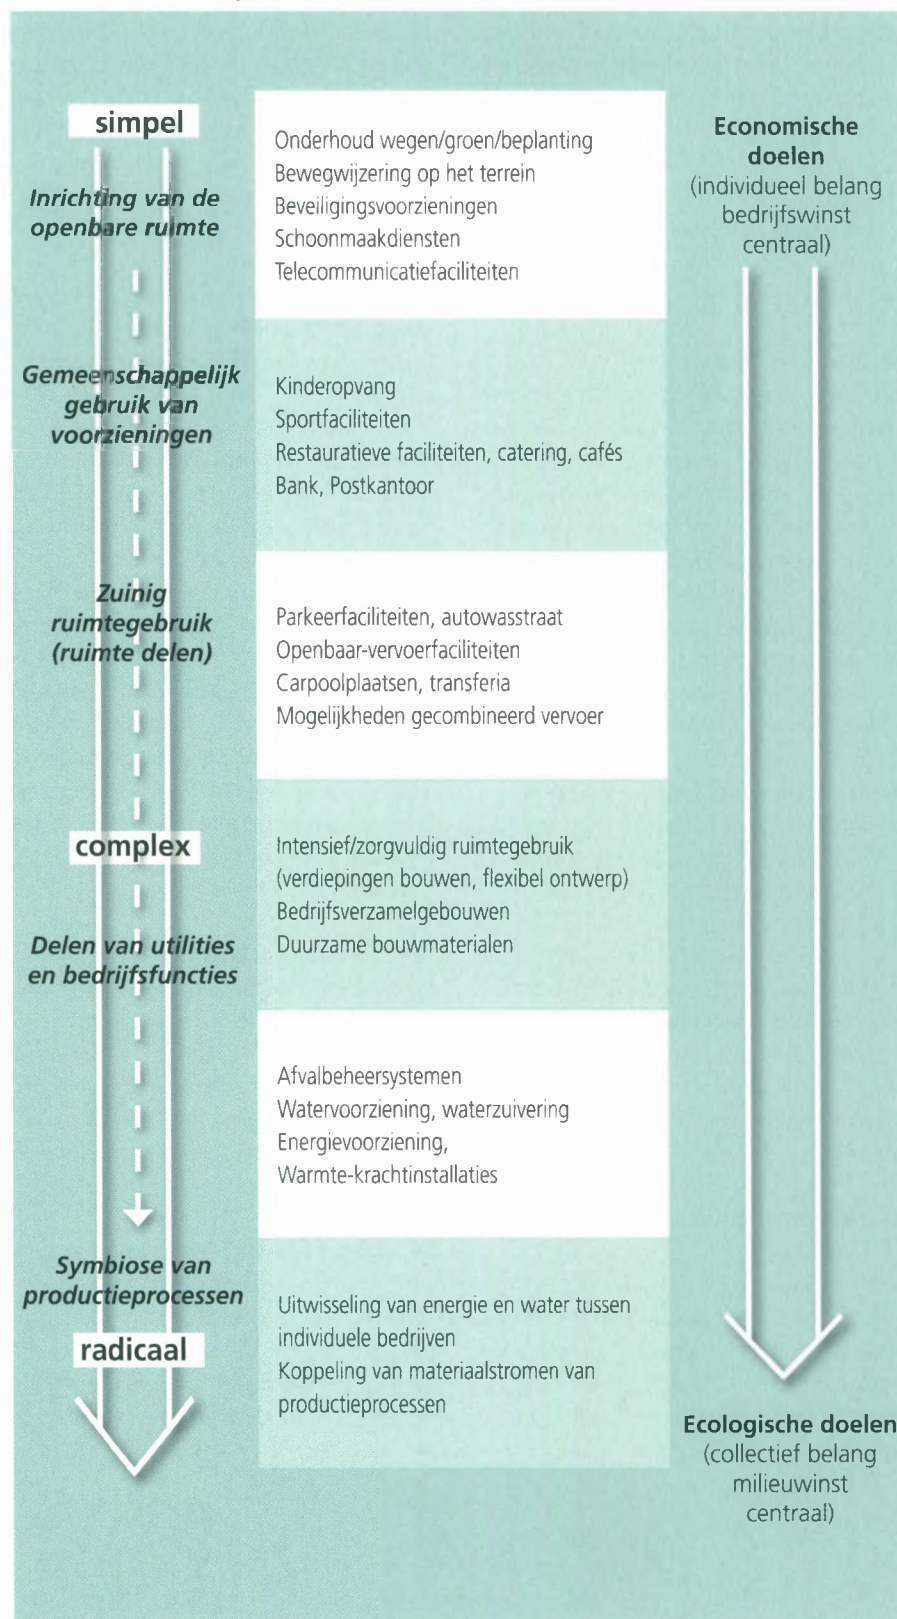 simpel
Inrichting van de
openbare ruimte
Gemeenschappelijk
gebruik van
voorzieningen
Zuinig
ruimtegebruik
(ruimte delen)
complex
Delen van utilities
en bedrijfsfuncties
Symbiose van
productieprocessen
radicaal
Onderhoud wegen/groen/beplanting
Bewegwijzering op het terrein
Beveiligingsvoorzieningen
Schoonmaakdiensten
Telecommunicatiefaciliteiten
Kinderopvang
Sportfaciliteiten
Restauratieve faciliteiten, catering, cafés
Bank, Postkantoor
Parkeerfaciliteiten, autowasstraat
Openbaar-vervoerfaciliteiten
Carpoolplaatsen, transferia
Mogelijkheden gecombineerd vervoer
Intensief/zorgvuldig ruimtegebruik
(verdiepingen bouwen, flexibel ontwerp)
Bedrijfsverzamelgebouwen
Duurzame bouwmaterialen
Afvalbeheersystemen
Watervoorziening, waterzuivering
Energievoorziening,
Warmte-krachtinstallaties
Uitwisseling van energie en water tussen
individuele bedrijven
Koppeling van materiaalstromen van
productieprocessen
Economische
doelen
(individueel belang
bedrijfswinst
centraal)
Ecologische doelen
(collectief belang
milieuwinst
centraal)